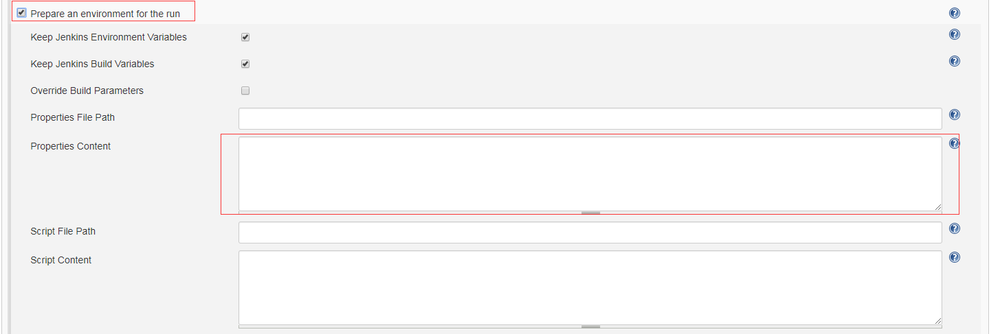 Prepare an environment for the run
Keep Jenkins Environment Variables
Keep Jenkins Build Variables
Override Build Parameters
Properties File Path
Properties Content
Script File Path
Script Content